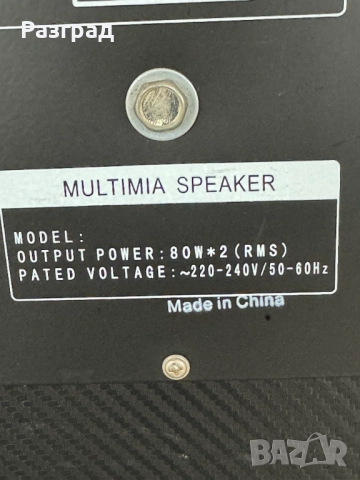 Разград
MULTIMIA SPEAKER
MODEL:
OUTPUT POWER:80W*2(RMS)
PATED VOLTAGE:~220-240V/50-60Hz
Made in China
BAZAR